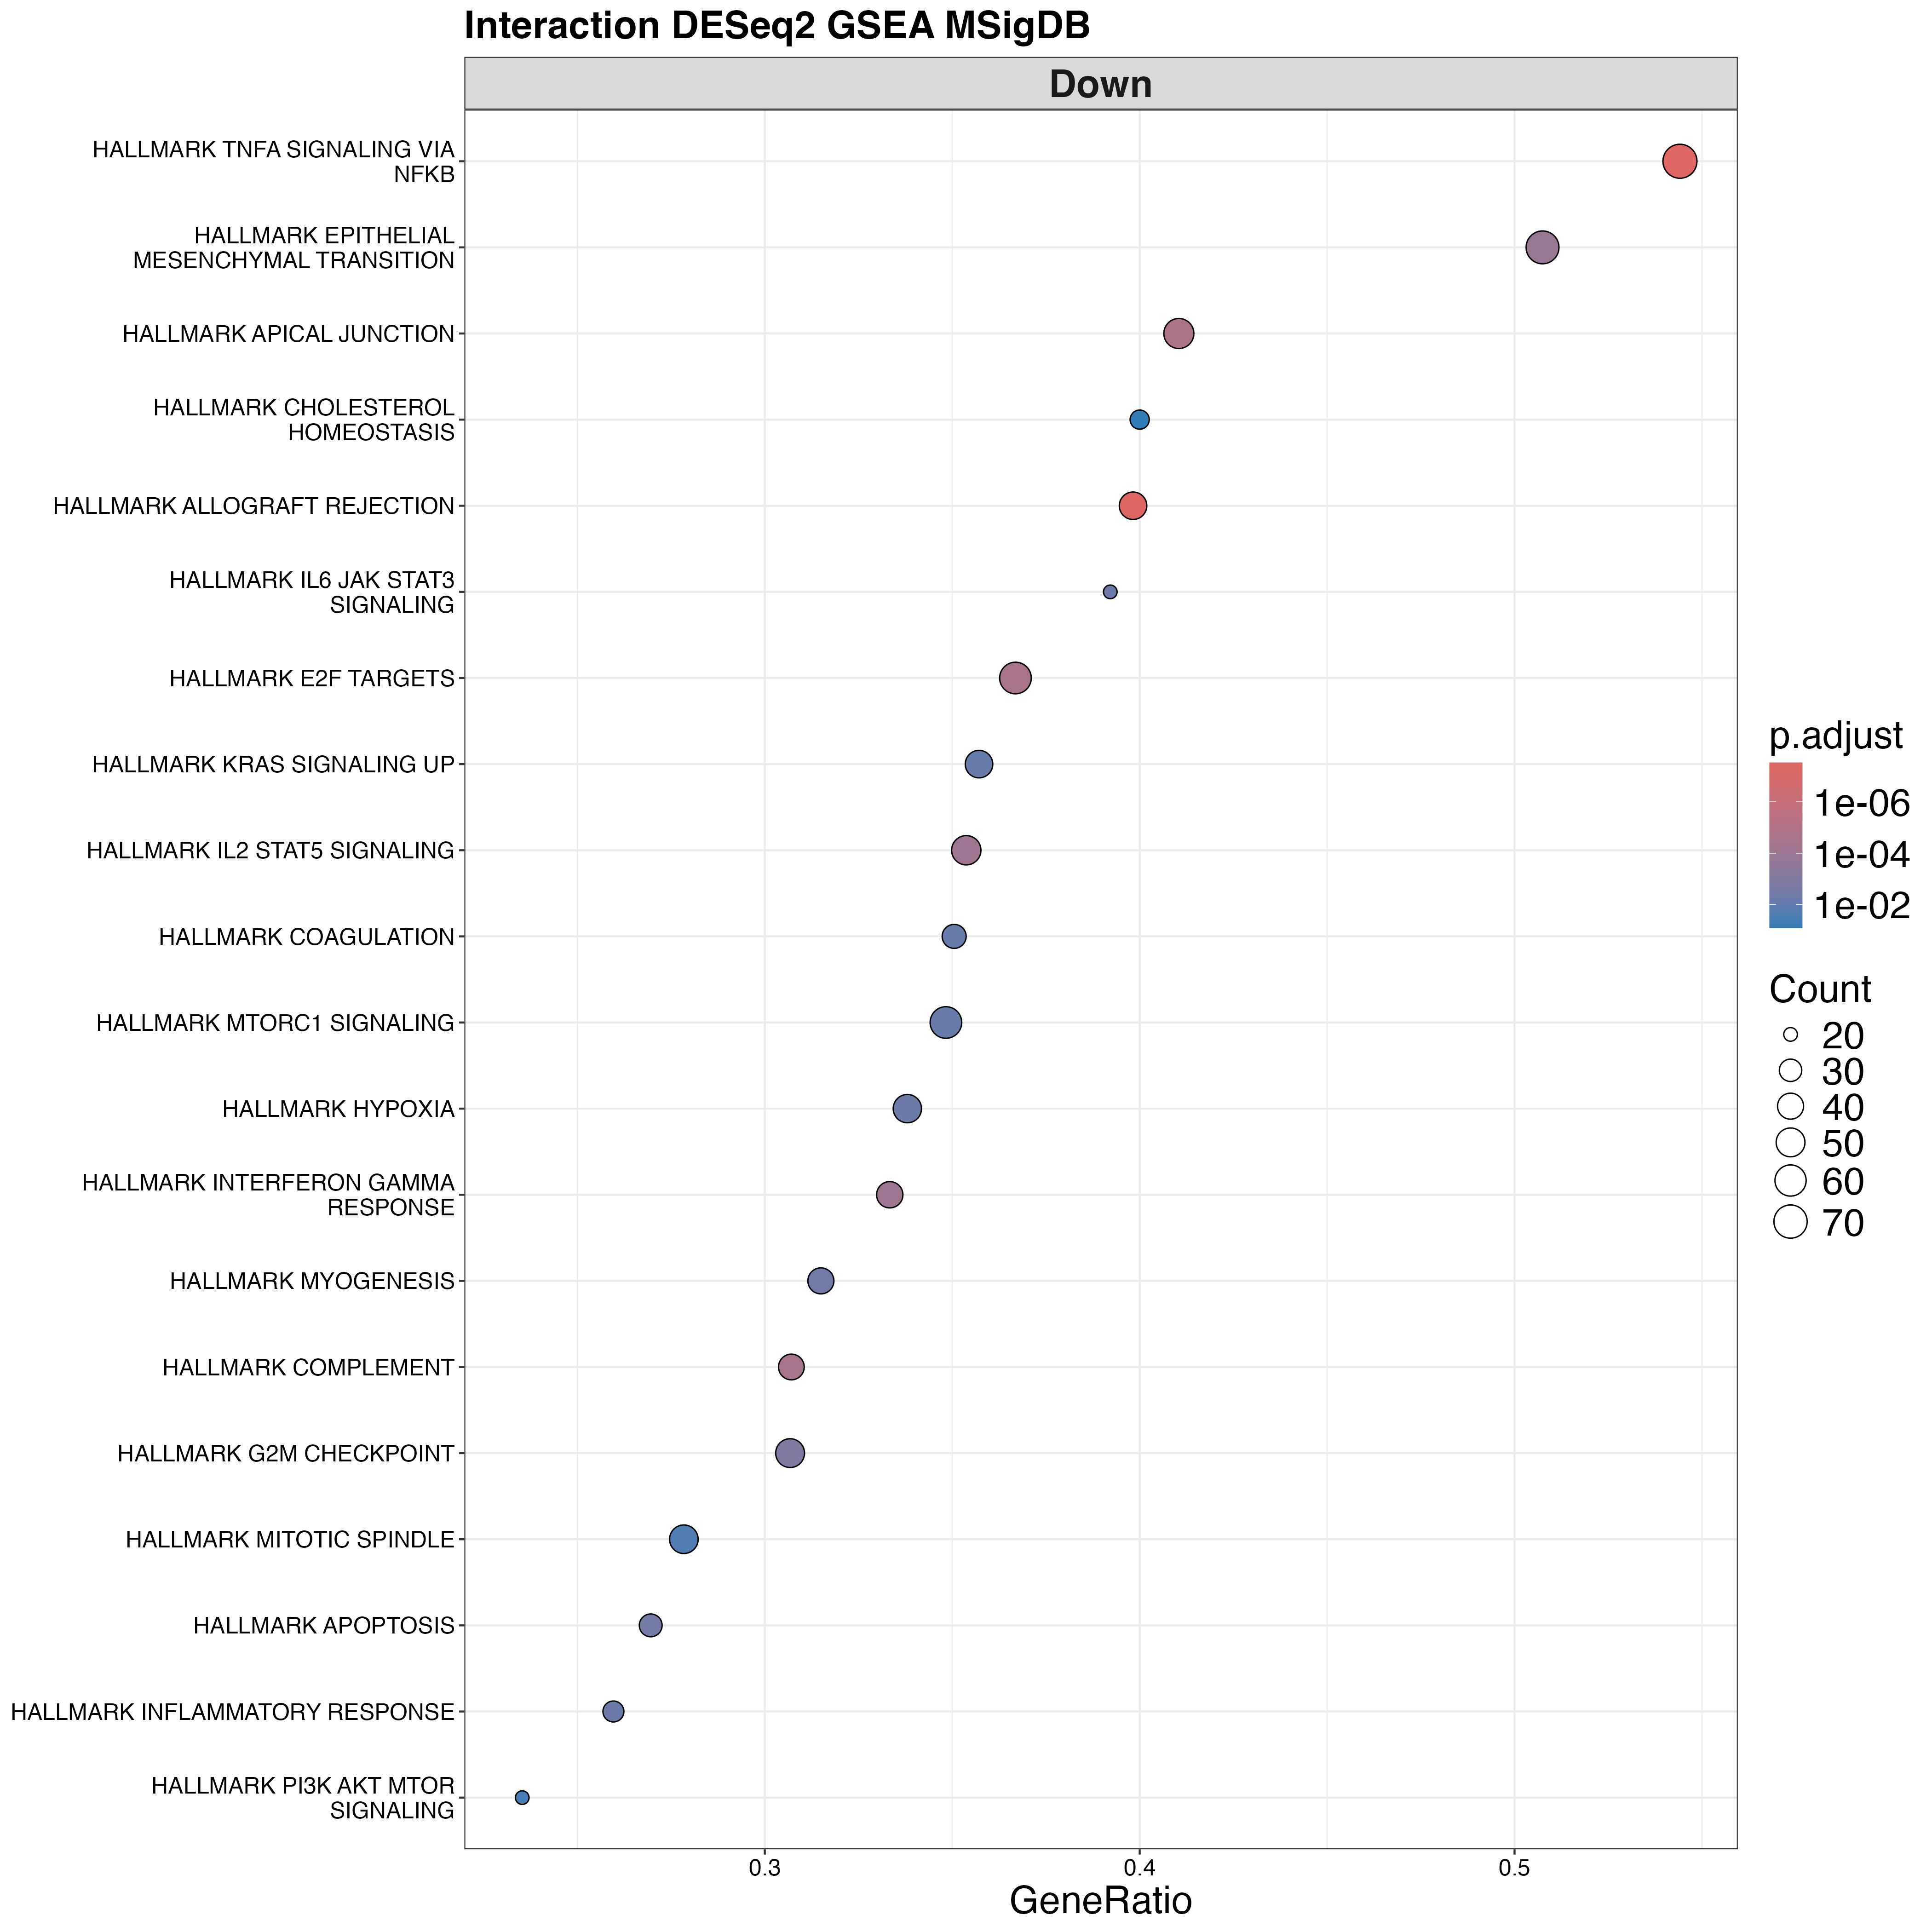 Interaction DESeq2 GSEA MSigDB
Down
HALLMARK TNFA SIGNALING VIA
NFKB
HALLMARK EPITHELIAL
MESENCHYMAL TRANSITION
HALLMARK APICAL JUNCTION
HALLMARK CHOLESTEROL
HOMEOSTASIS
HALLMARK ALLOGRAFT REJECTION
HALLMARK IL6 JAK STAT3
SIGNALING
HALLMARK E2F TARGETS
HALLMARK KRAS SIGNALING UP
HALLMARK IL2 STAT5 SIGNALING
HALLMARK COAGULATION
HALLMARK MTORC1 SIGNALING
HALLMARK HYPOXIA
HALLMARK INTERFERON GAMMA
RESPONSE
HALLMARK MYOGENESIS
HALLMARK COMPLEMENT
HALLMARK G2M CHECKPOINT
HALLMARK MITOTIC SPINDLE
HALLMARK APOPTOSIS
HALLMARK INFLAMMATORY RESPONSE
HALLMARK PI3K AKT MTOR
SIGNALING
0.3 0.4 0.5
GeneRatio
p.adjust
1e-06
1e-04
1e-02
Count
20
30
40
50
60
70